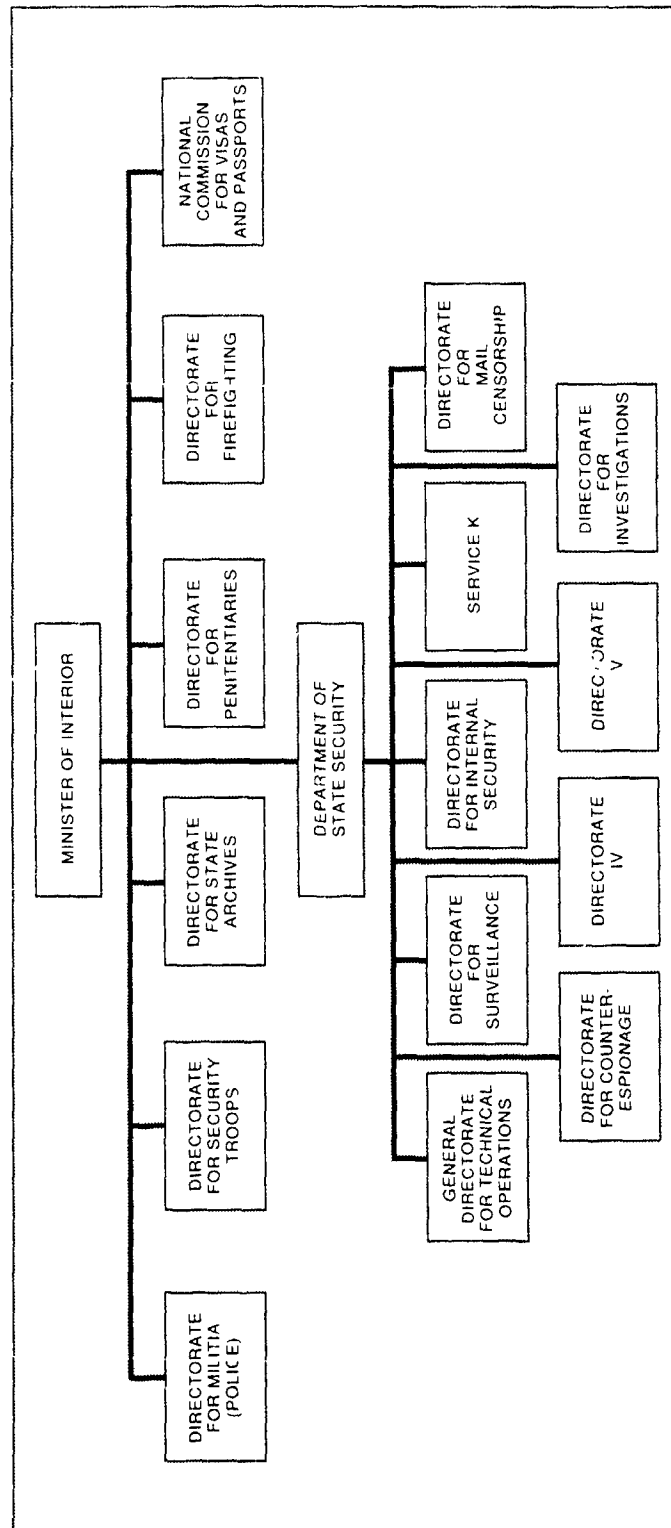 MINISTER OF INTERIOR
DIRECTORATE
FOR MILITIA
(POLICE)
DIRECTORATE
FOR SECURITY
TROOPS
DIRECTORATE
FOR STATE
ARCHIVES
DIRECTORATE
FOR
PENITENTIARIES
DIRECTORATE
FOR
FIREFIGHTING
NATIONAL
COMMISSION
FOR VISAS
AND PASSPORTS
DEPARTMENT OF
STATE SECURITY
GENERAL
DIRECTORATE
FOR TECHNICAL
OPERATIONS
DIRECTORATE
FOR
SURVEILLANCE
DIRECTORATE
FOR INTERNAL
SECURITY
SERVICE K
DIRECTORATE
FOR
MAIL
CENSORSHIP
DIRECTORATE
FOR COUNTER-
ESPIONAGE
DIRECTORATE
IV
DIRECTORATE
V
DIRECTORATE
FOR
INVESTIGATIONS